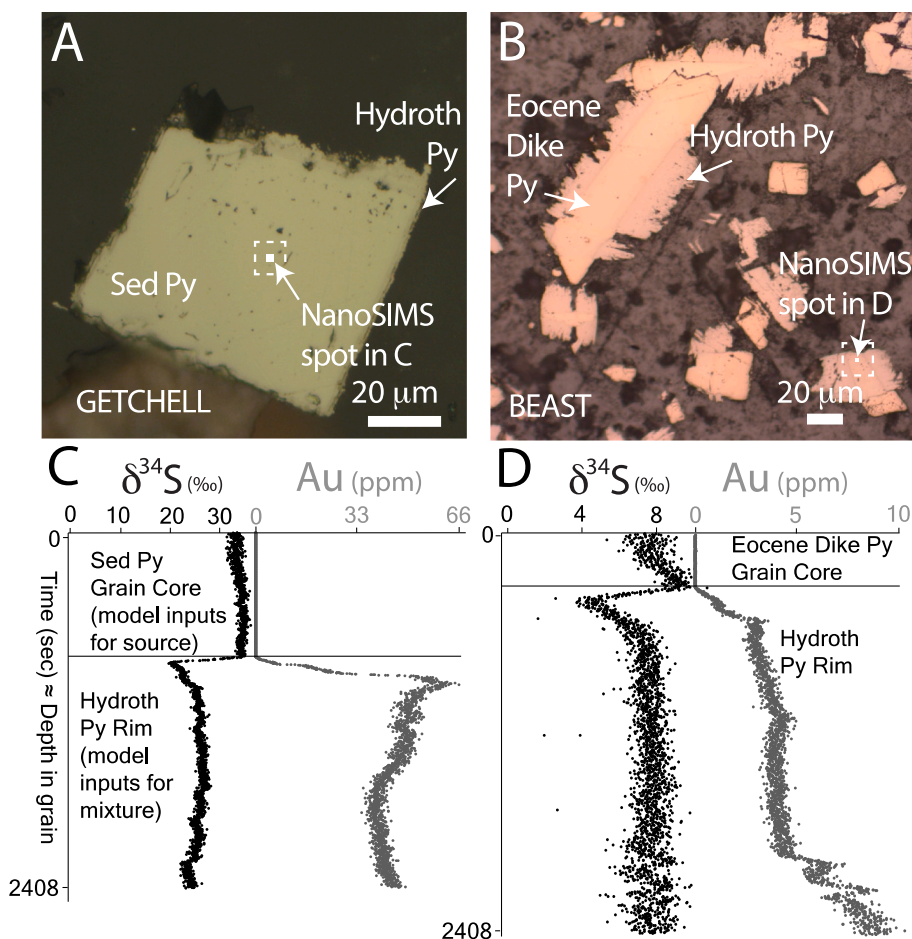 A
Hydroth
Py
Sed Py
NanoSIMS
spot in C
GETCHELL
20 μm
B
Eocene
Dike
Py
Hydroth Py
NanoSIMS
spot in D
BEAST
20 μm
C
δ³⁴S (‰)
Au (ppm)
0 10 20 30 0 33 66
0
Time (sec) ≈ Depth in grain
2408
Sed Py
Grain Core
(model inputs
for source)
Hydroth
Py Rim
(model
inputs for
mixture)
D
δ³⁴S (‰)
Au (ppm)
0 4 8 0 5 10
0
2408
Eocene Dike Py
Grain Core
Hydroth
Py Rim